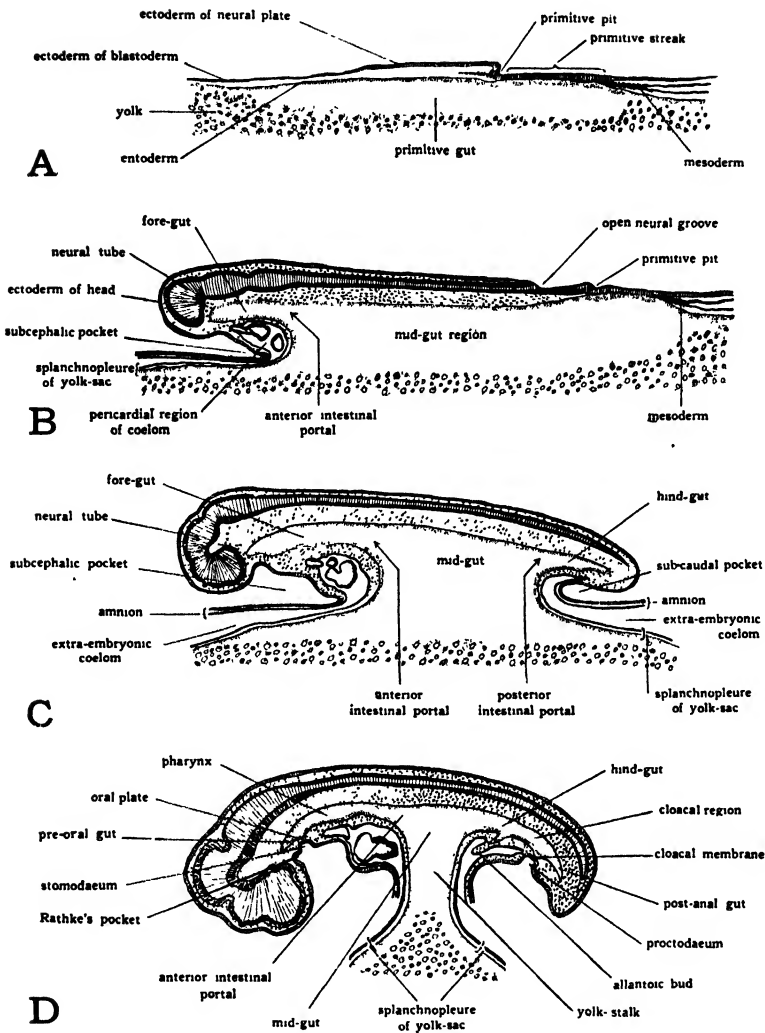 ectoderm of neural plate
primitive pit
primitive streak
ectoderm of blastoderm
yolk
entoderm
primitive gut
mesoderm
A
fore-gut
open neural groove
neural tube
primitive pit
ectoderm of head
subcephalic pocket
mid-gut region
splanchnopleure
of yolk-sac
pericardial region
of coelom
anterior intestinal
portal
mesoderm
B
fore-gut
hind-gut
neural tube
subcephalic pocket
mid-gut
sub-caudal pocket
amnion
amnion
extra-embryonic
coelom
extra-embryonic
coelom
anterior
intestinal portal
posterior
intestinal portal
splanchnopleure
of yolk-sac
C
pharynx
hind-gut
oral plate
cloacal region
pre-oral gut
cloacal membrane
stomodaeum
post-anal gut
Rathke's pocket
proctodaeum
anterior intestinal
portal
allantoic bud
mid-gut
splanchnopleure
of yolk-sac
yolk-stalk
D